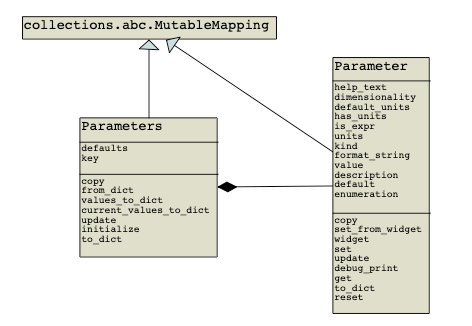 collections.abc.MutableMapping
Parameters
defaults
key
copy
from_dict
values_to_dict
current_values_to_dict
update
initialize
to_dict
Parameter
help_text
dimensionality
default_units
has_units
is_expr
units
kind
format_string
value
description
default
enumeration
copy
set_from_widget
widget
set
update
debug_print
get
to_dict
reset